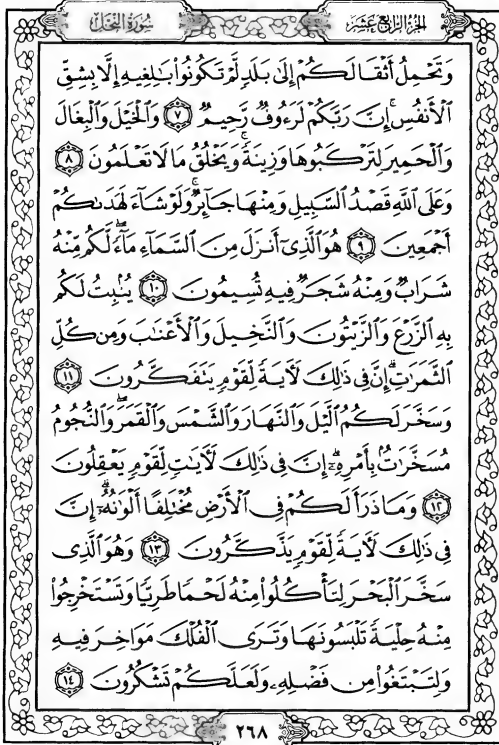 الجزء الرابع عشر
سورة النحل
وَتَحْمِلُ أَثْقَالَكُمْ إِلَىٰ بَلَدٍ لَّمْ تَكُونُوا۟ بَٰلِغِيهِ إِلَّا بِشِقِّ
ٱلْأَنفُسِ ۚ إِنَّ رَبَّكُمْ لَرَءُوفٌ رَّحِيمٌ ٧ وَٱلْخَيْلَ وَٱلْبِغَالَ
وَٱلْحَمِيرَ لِتَرْكَبُوهَا وَزِينَةً ۚ وَيَخْلُقُ مَا لَا تَعْلَمُونَ ٨
وَعَلَى ٱللَّهِ قَصْدُ ٱلسَّبِيلِ وَمِنْهَا جَآئِرٌ ۚ وَلَوْ شَآءَ لَهَدَىٰكُمْ
أَجْمَعِينَ ٩ هُوَ ٱلَّذِىٓ أَنزَلَ مِنَ ٱلسَّمَآءِ مَآءً ۖ لَّكُم مِّنْهُ
شَرَابٌ وَمِنْهُ شَجَرٌ فِيهِ تُسِيمُونَ ١٠ يُنۢبِتُ لَكُم
بِهِ ٱلزَّرْعَ وَٱلزَّيْتُونَ وَٱلنَّخِيلَ وَٱلْأَعْنَٰبَ وَمِن كُلِّ
ٱلثَّمَرَٰتِ ۗ إِنَّ فِى ذَٰلِكَ لَءَايَةً لِّقَوْمٍ يَتَفَكَّرُونَ ١١
وَسَخَّرَ لَكُمُ ٱلَّيْلَ وَٱلنَّهَارَ وَٱلشَّمْسَ وَٱلْقَمَرَ ۖ وَٱلنُّجُومُ
مُسَخَّرَٰتٌۢ بِأَمْرِهِۦٓ ۗ إِنَّ فِى ذَٰلِكَ لَءَايَٰتٍ لِّقَوْمٍ يَعْقِلُونَ
١٢ وَمَا ذَرَأَ لَكُمْ فِى ٱلْأَرْضِ مُخْتَلِفًا أَلْوَٰنُهُۥٓ ۗ إِنَّ
فِى ذَٰلِكَ لَءَايَةً لِّقَوْمٍ يَذَّكَّرُونَ ١٣ وَهُوَ ٱلَّذِى
سَخَّرَ ٱلْبَحْرَ لِتَأْكُلُوا۟ مِنْهُ لَحْمًا طَرِيًّا وَتَسْتَخْرِجُوا۟
مِنْهُ حِلْيَةً تَلْبَسُونَهَا وَتَرَى ٱلْفُلْكَ مَوَاخِرَ فِيهِ
وَلِتَبْتَغُوا۟ مِن فَضْلِهِۦ وَلَعَلَّكُمْ تَشْكُرُونَ ١٤
٢٦٨